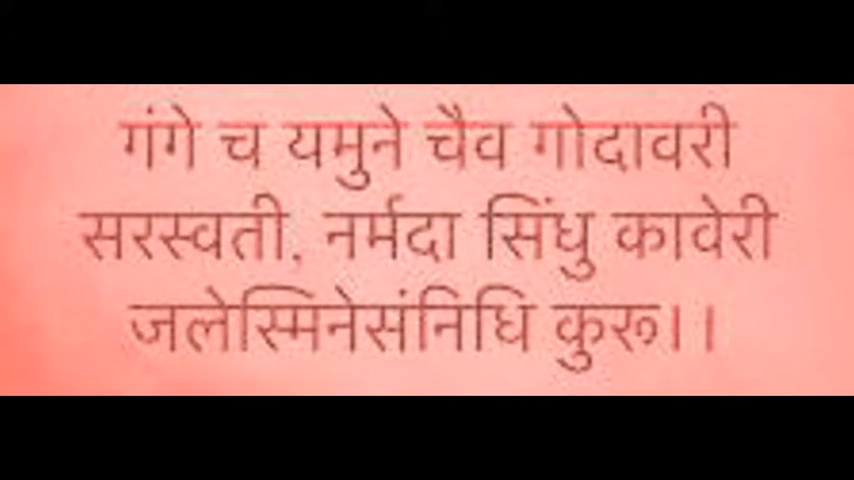 गंगे च यमुने चैव गोदावरी
सरस्वती, नर्मदा सिंधु कावेरी
जलेस्मिनेसंनिधि कुरू।।